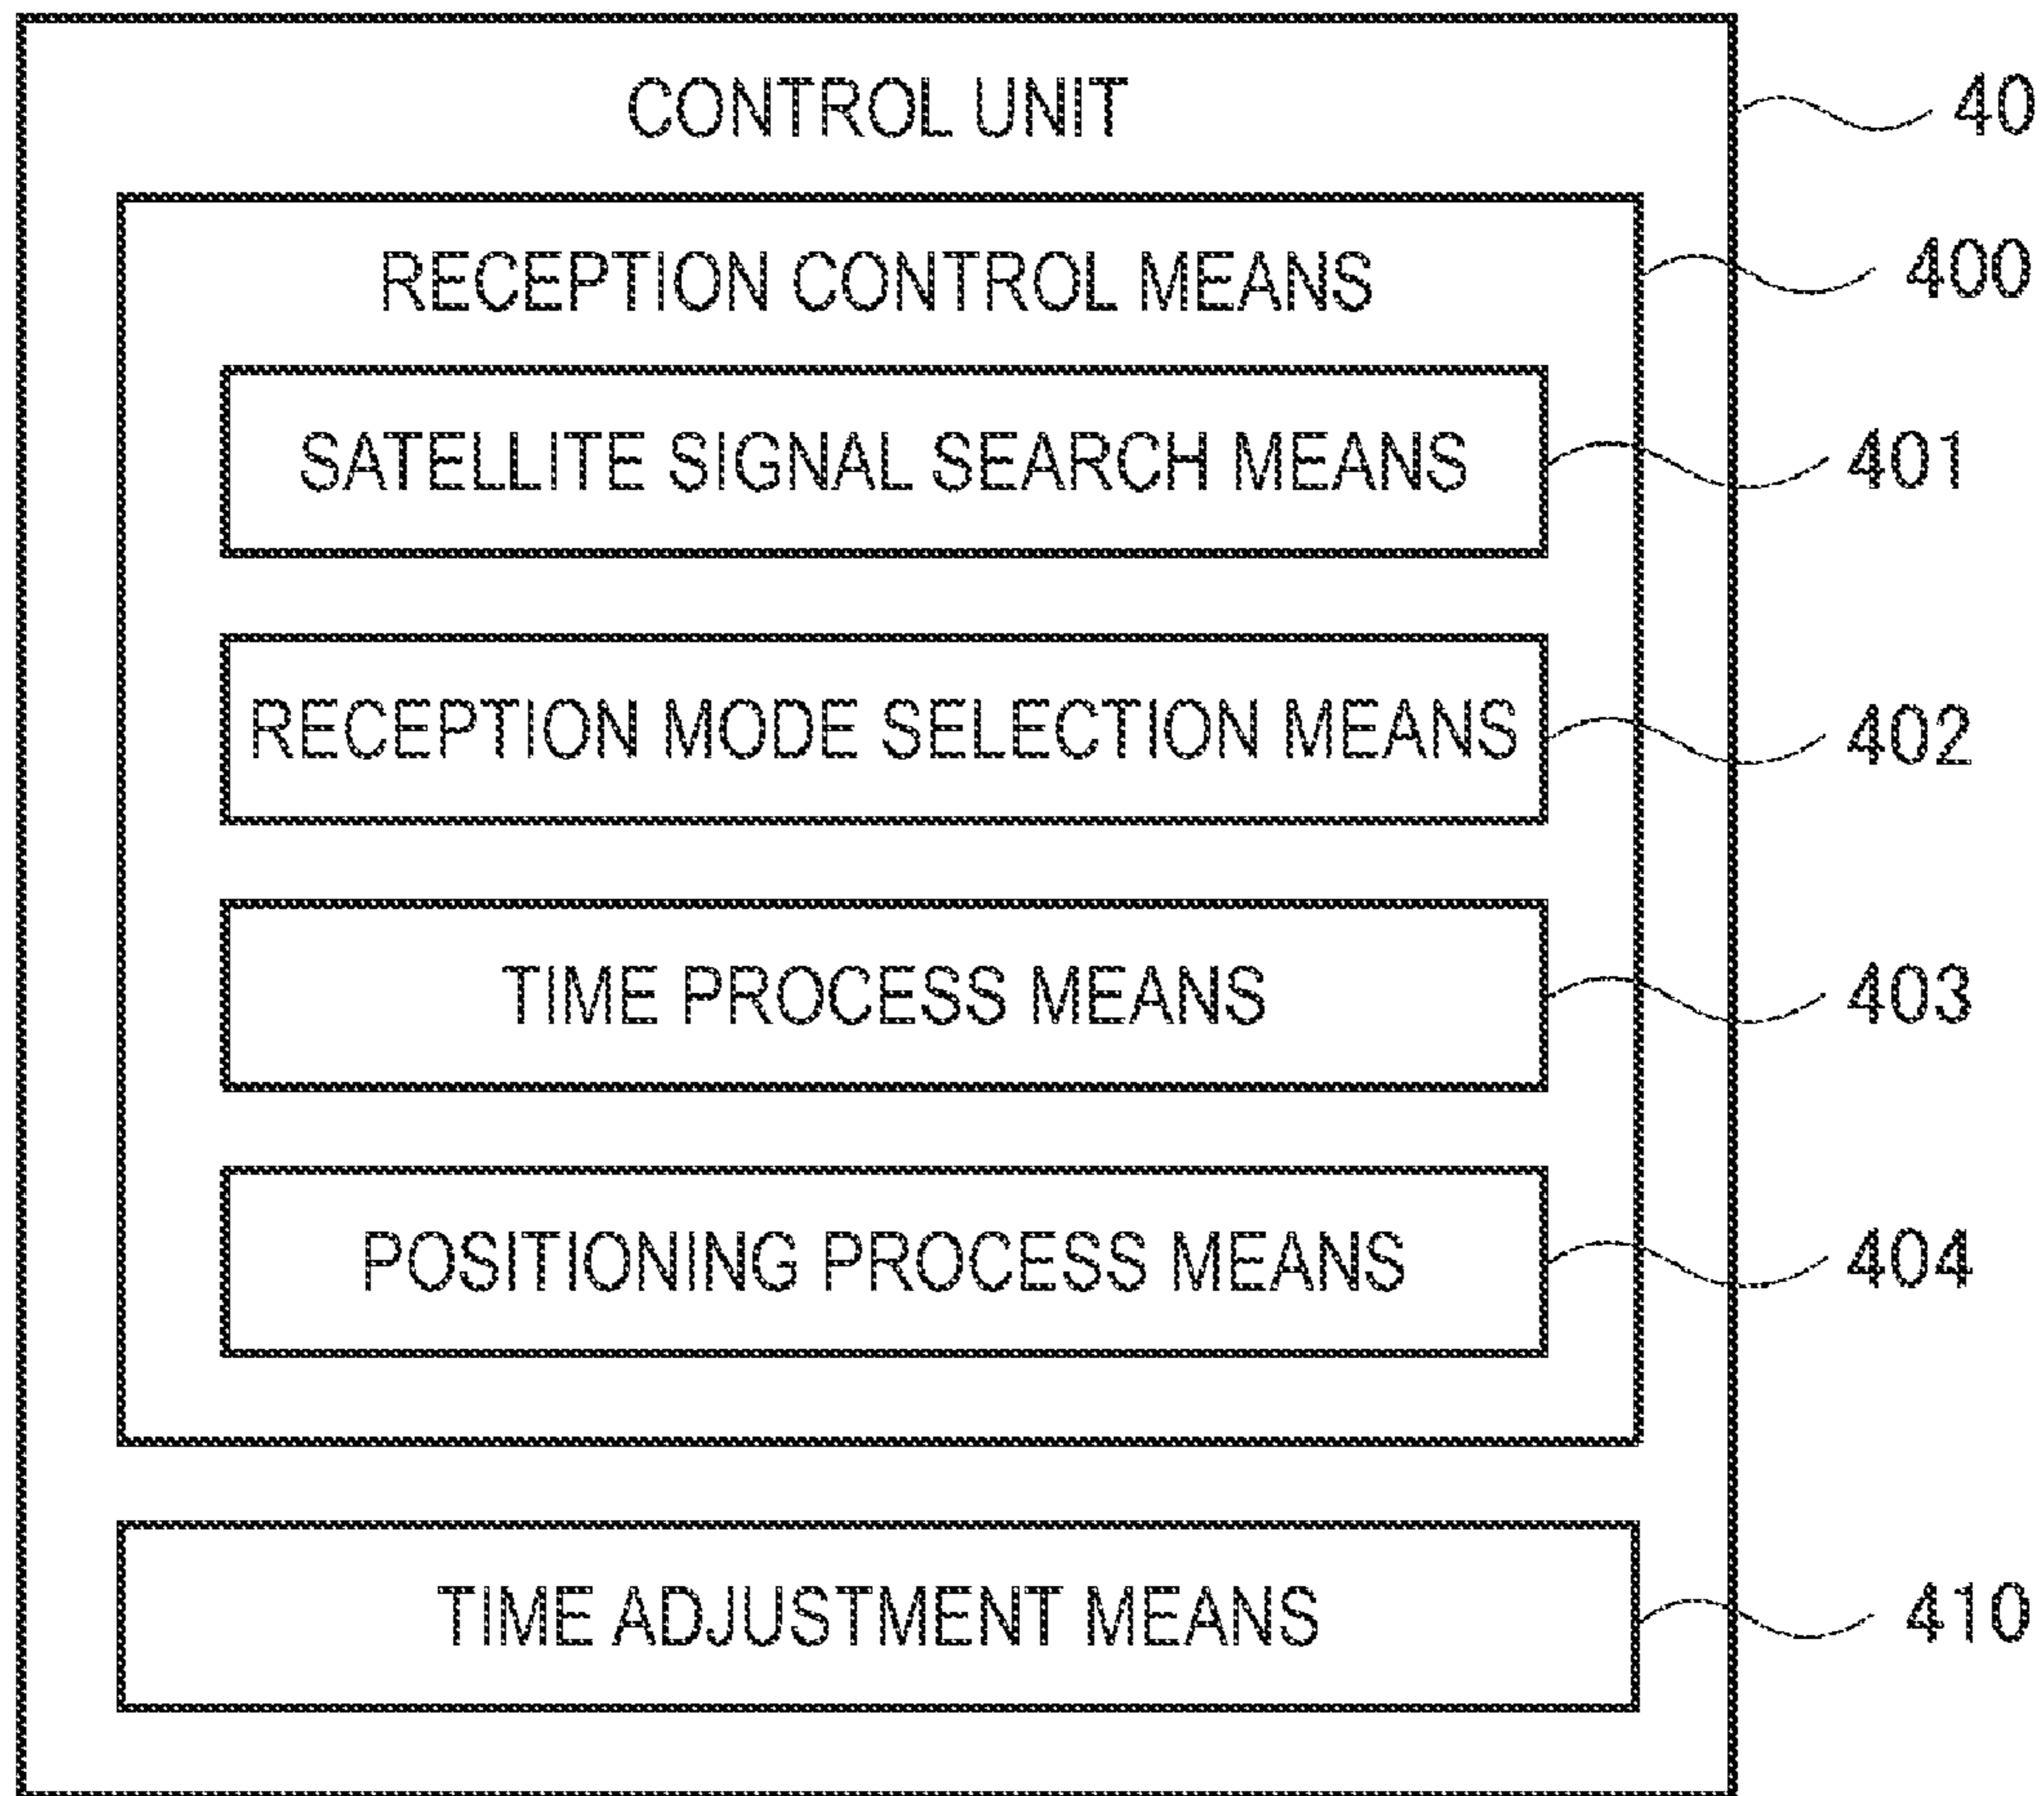 CONTROL UNIT 40
RECEPTION CONTROL MEANS 400
SATELLITE SIGNAL SEARCH MEANS 401
RECEPTION MODE SELECTION MEANS 402
TIME PROCESS MEANS 403
POSITIONING PROCESS MEANS 404
TIME ADJUSTMENT MEANS 410